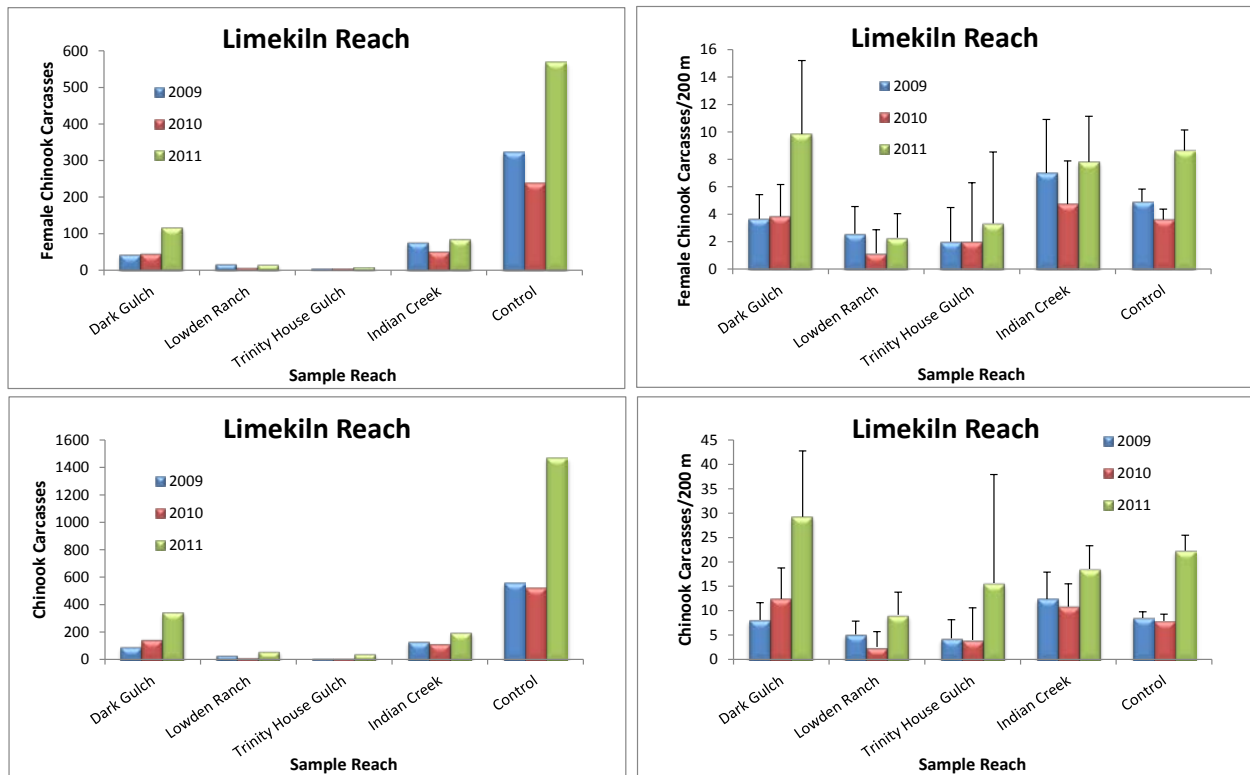 Limekiln Reach
Female Chinook Carcasses
600
500
400
300
200
100
0
2009
2010
2011
Dark Gulch
Lowden Ranch
Trinity House Gulch
Indian Creek
Control
Sample Reach
Limekiln Reach
Female Chinook Carcasses/200 m
16
14
12
10
8
6
4
2
0
2009
2010
2011
Dark Gulch
Lowden Ranch
Trinity House Gulch
Indian Creek
Control
Sample Reach
Limekiln Reach
Chinook Carcasses
1600
1400
1200
1000
800
600
400
200
0
2009
2010
2011
Dark Gulch
Lowden Ranch
Trinity House Gulch
Indian Creek
Control
Sample Reach
Limekiln Reach
Chinook Carcasses/200 m
45
40
35
30
25
20
15
10
5
0
2009
2010
2011
Dark Gulch
Lowden Ranch
Trinity House Gulch
Indian Creek
Control
Sample Reach